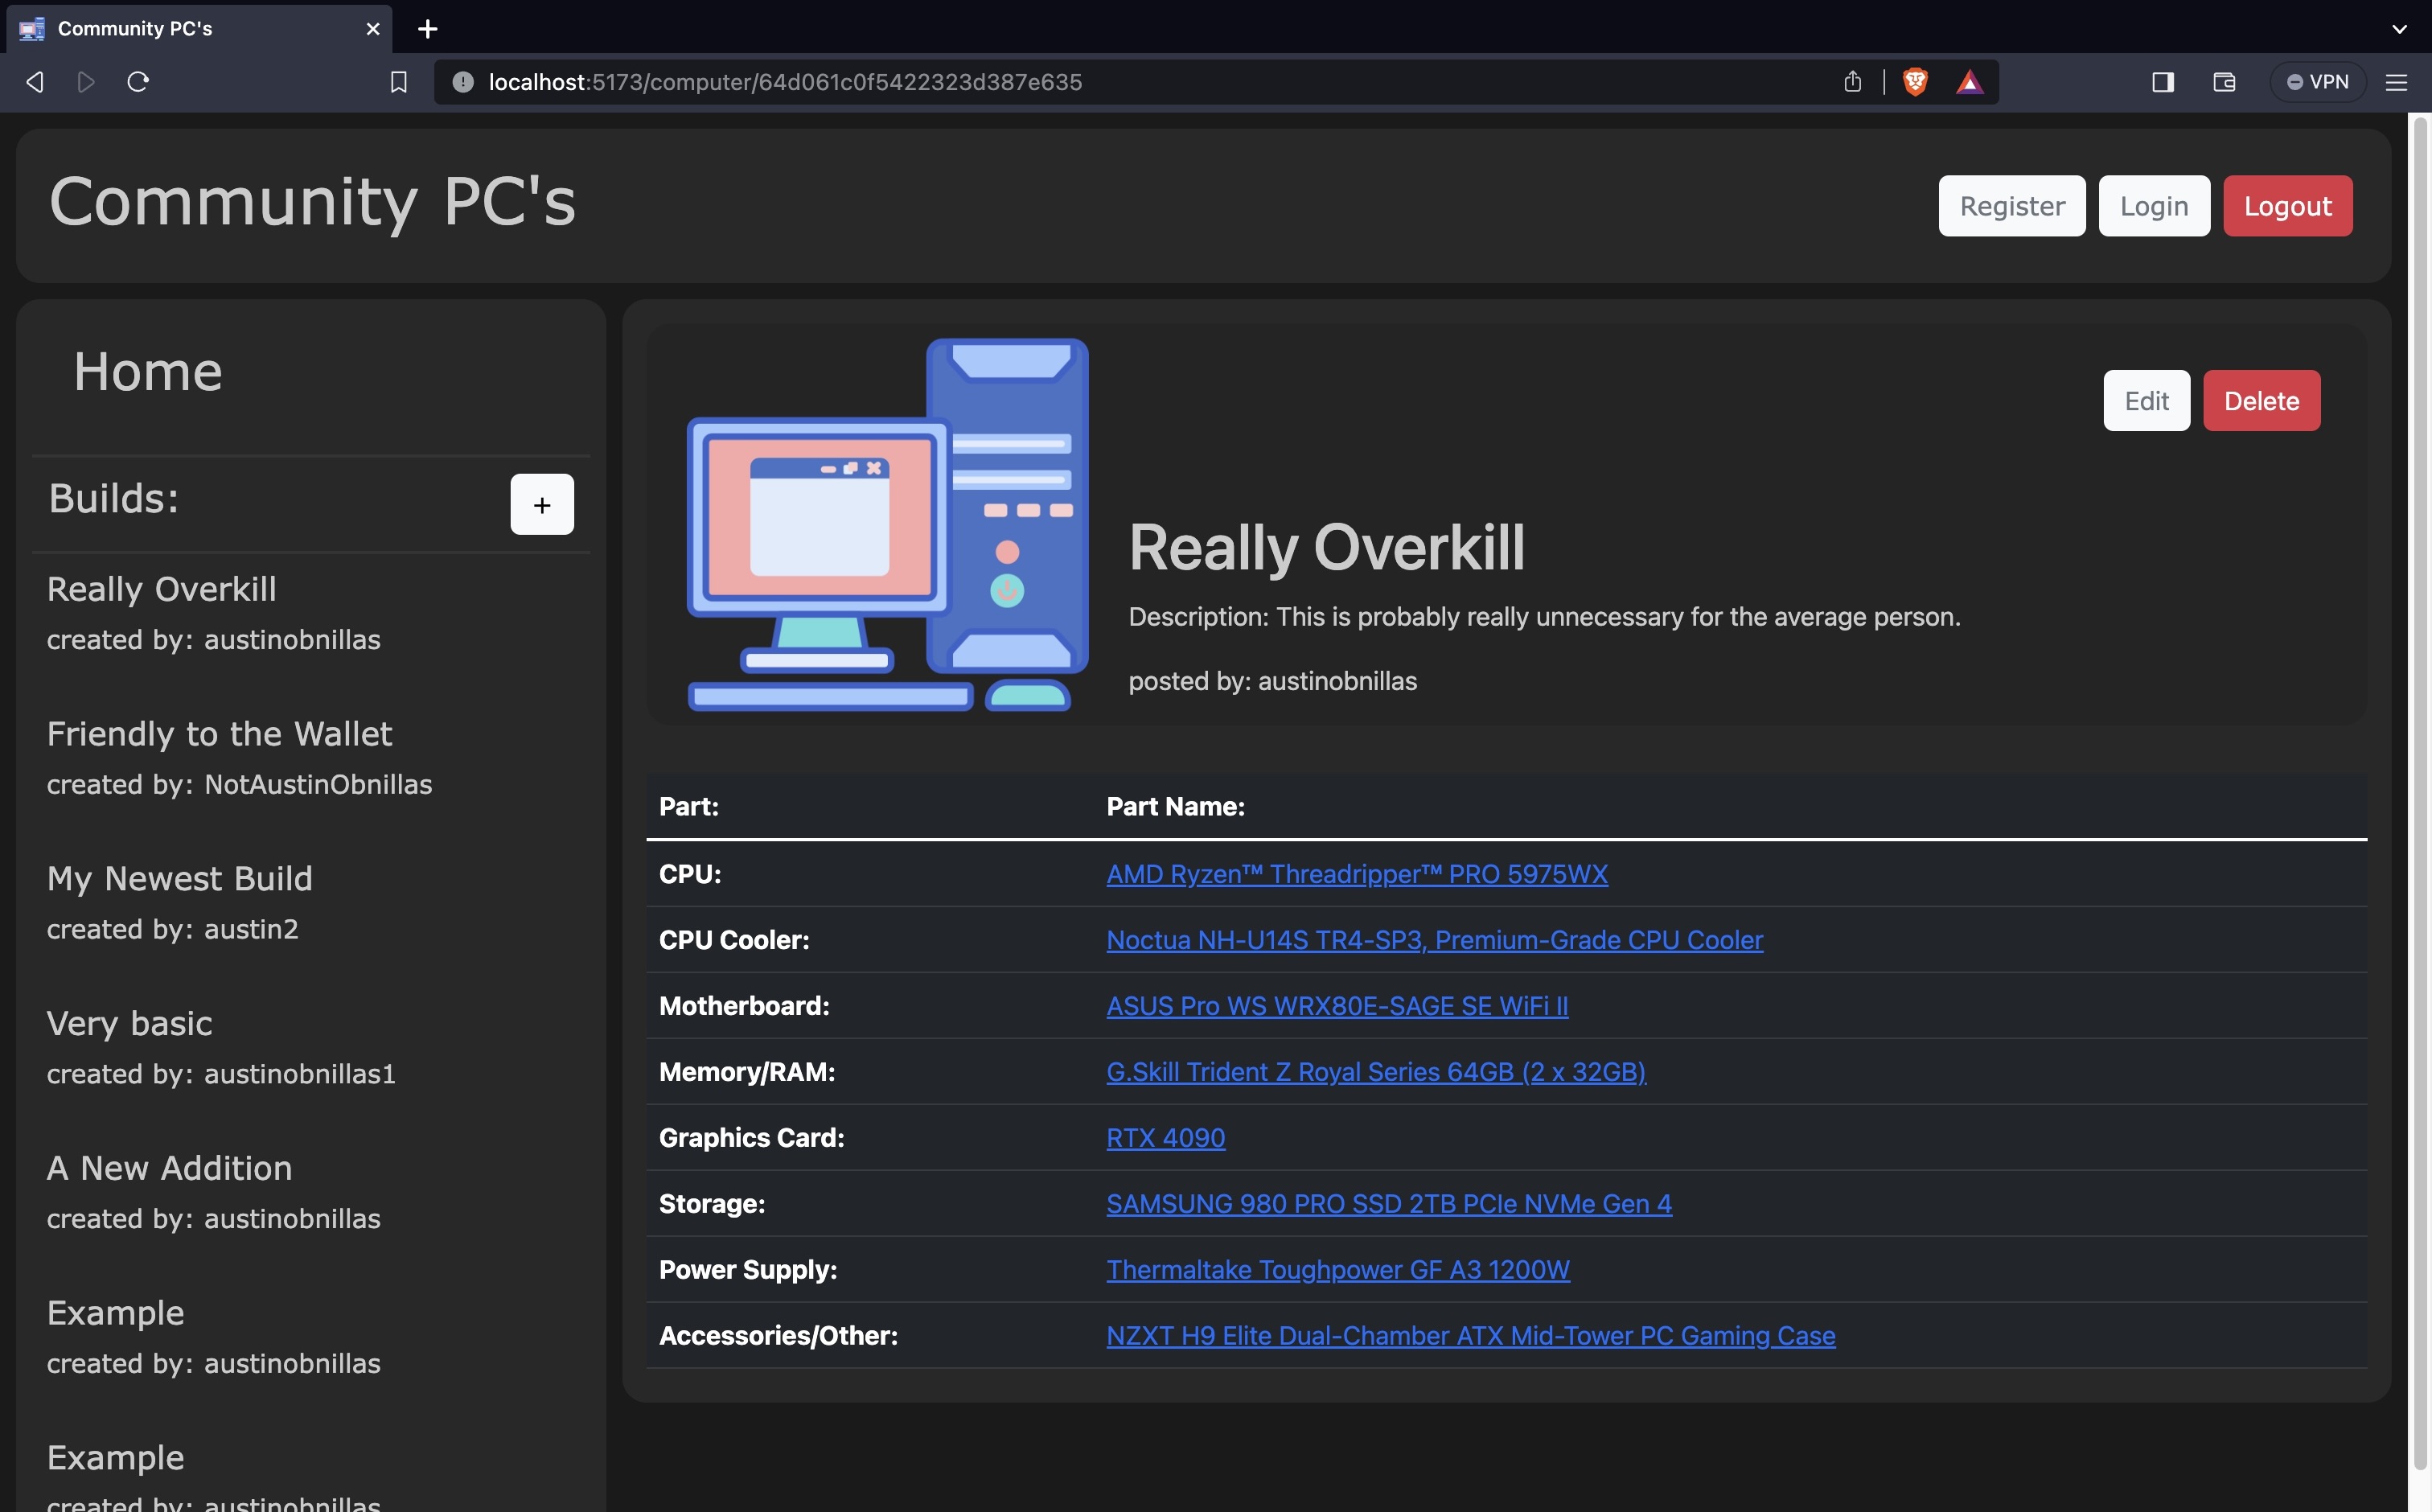 Community PC's
localhost:5173/computer/64d061c0f5422323d387e635
VPN
Community PC's
Register Login Logout
Home
Builds:
+
Really Overkill
created by: austinobnillas
Friendly to the Wallet
created by: NotAustinObnillas
My Newest Build
created by: austin2
Very basic
created by: austinobnillas1
A New Addition
created by: austinobnillas
Example
created by: austinobnillas
Example
created by: austinobnillas
Edit Delete
Really Overkill
Description: This is probably really unnecessary for the average person.
posted by: austinobnillas
Part: Part Name:
CPU: AMD Ryzen™ Threadripper™ PRO 5975WX
CPU Cooler: Noctua NH-U14S TR4-SP3, Premium-Grade CPU Cooler
Motherboard: ASUS Pro WS WRX80E-SAGE SE WiFi II
Memory/RAM: G.Skill Trident Z Royal Series 64GB (2 x 32GB)
Graphics Card: RTX 4090
Storage: SAMSUNG 980 PRO SSD 2TB PCIe NVMe Gen 4
Power Supply: Thermaltake Toughpower GF A3 1200W
Accessories/Other: NZXT H9 Elite Dual-Chamber ATX Mid-Tower PC Gaming Case